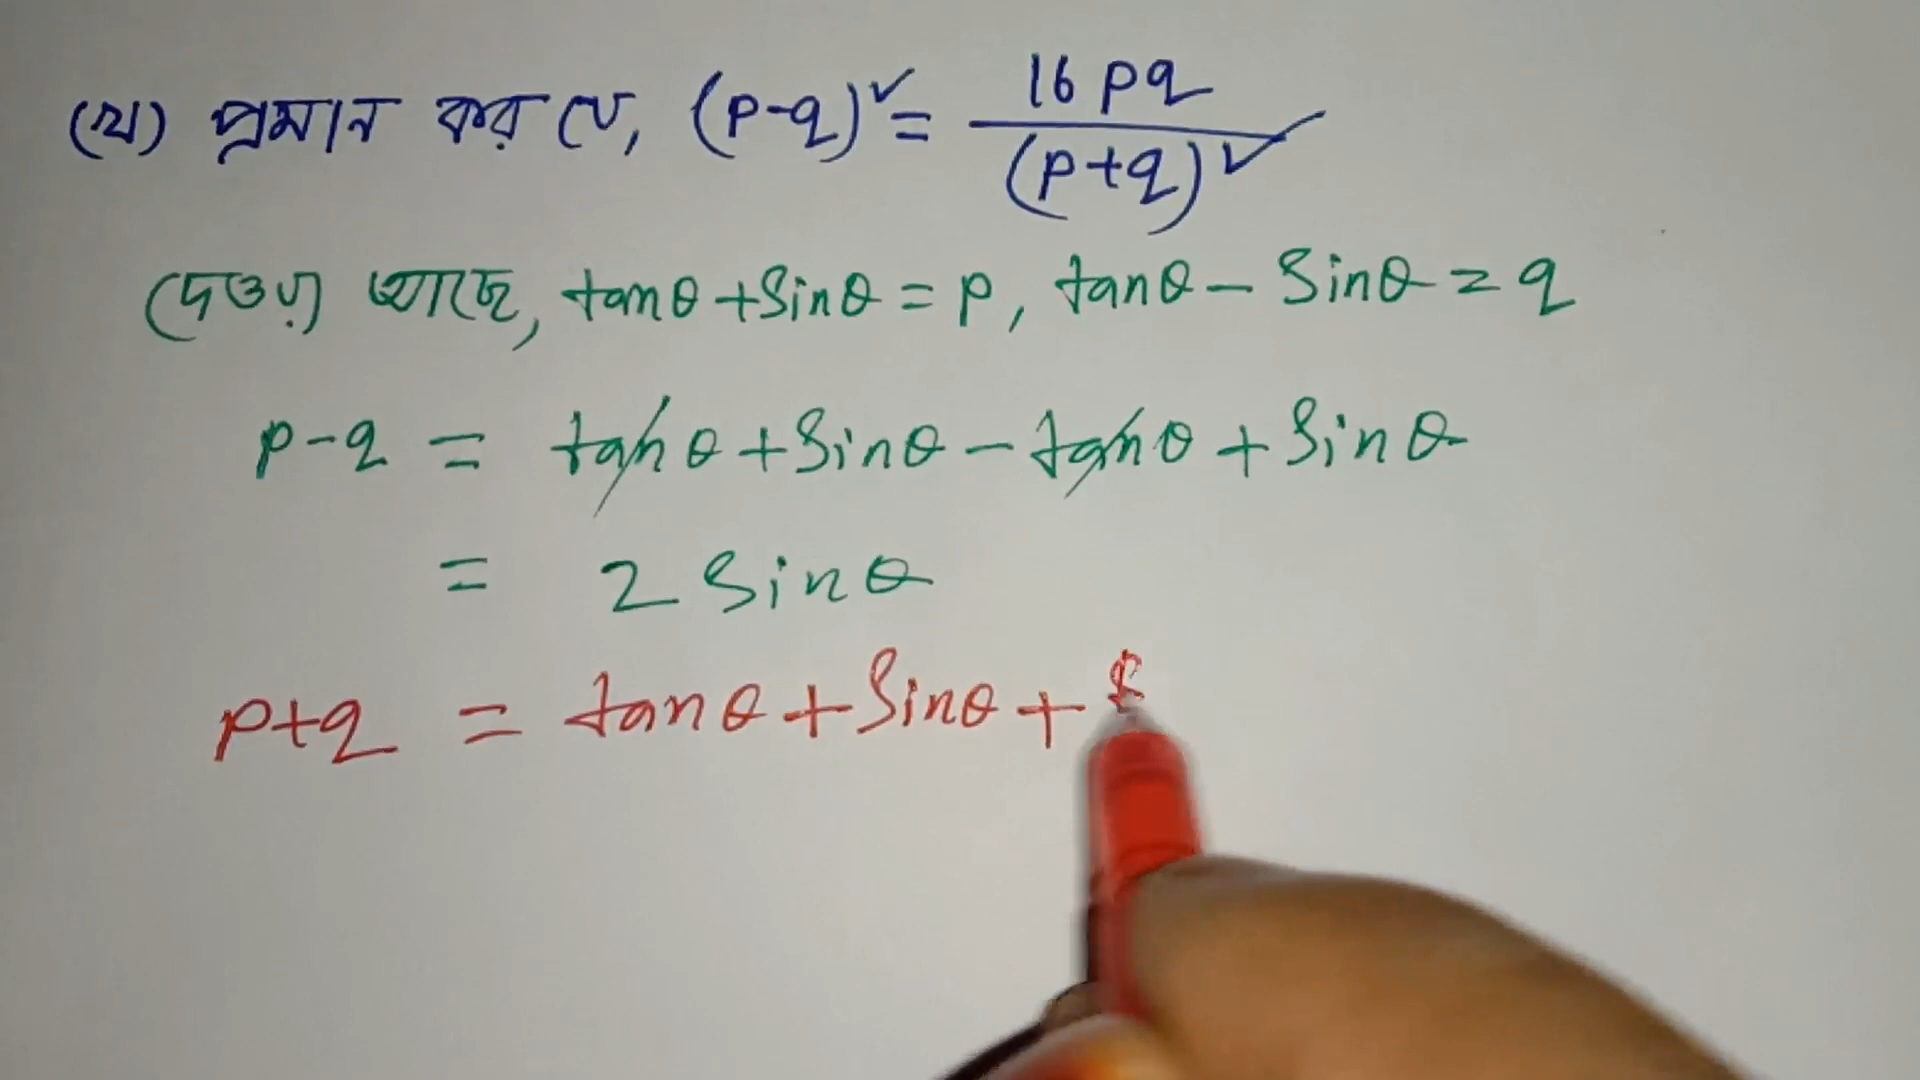 (খ) প্রমান কর যে, (p-q)² = 16pq / (p+q)²
দেওয়া আছে, tanθ + Sinθ = p, tanθ - Sinθ = q
p-q = tanθ + Sinθ - tanθ + Sinθ
= 2 Sinθ
p+q = tanθ + Sinθ +